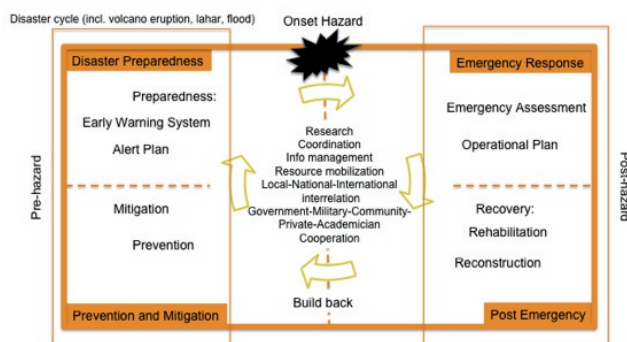 Disaster cycle (incl. volcano eruption, lahar, flood)
Onset Hazard
Disaster Preparedness
Preparedness:
Early Warning System
Alert Plan
Pre-hazard
Mitigation
Prevention
Prevention and Mitigation
Research
Coordination
Info management
Resource mobilization
Local-National-International
interrelation
Government-Military-Community-
Private-Academician
Cooperation
Build back
Emergency Response
Emergency Assessment
Operational Plan
Post-hazard
Recovery:
Rehabilitation
Reconstruction
Post Emergency